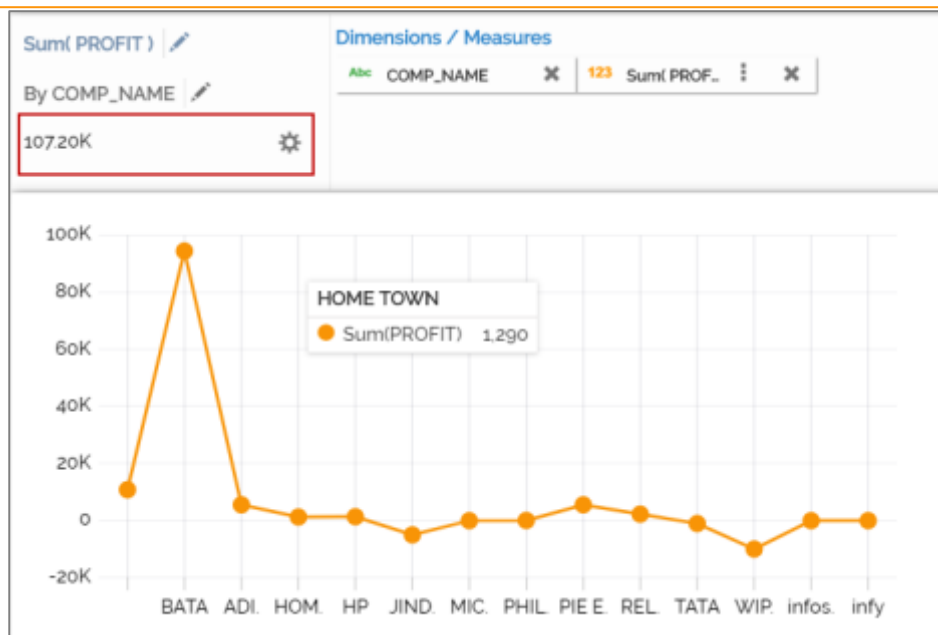 Sum( PROFIT )
By COMP_NAME
107.20K
Dimensions / Measures
Abc COMP_NAME 123 Sum( PROF...
100K
80K
60K
40K
20K
0
-20K
HOME TOWN
Sum(PROFIT) 1,290
BATA ADI. HOM. HP JIND. MIC. PHIL. PIE E. REL. TATA WIP. infos. infy